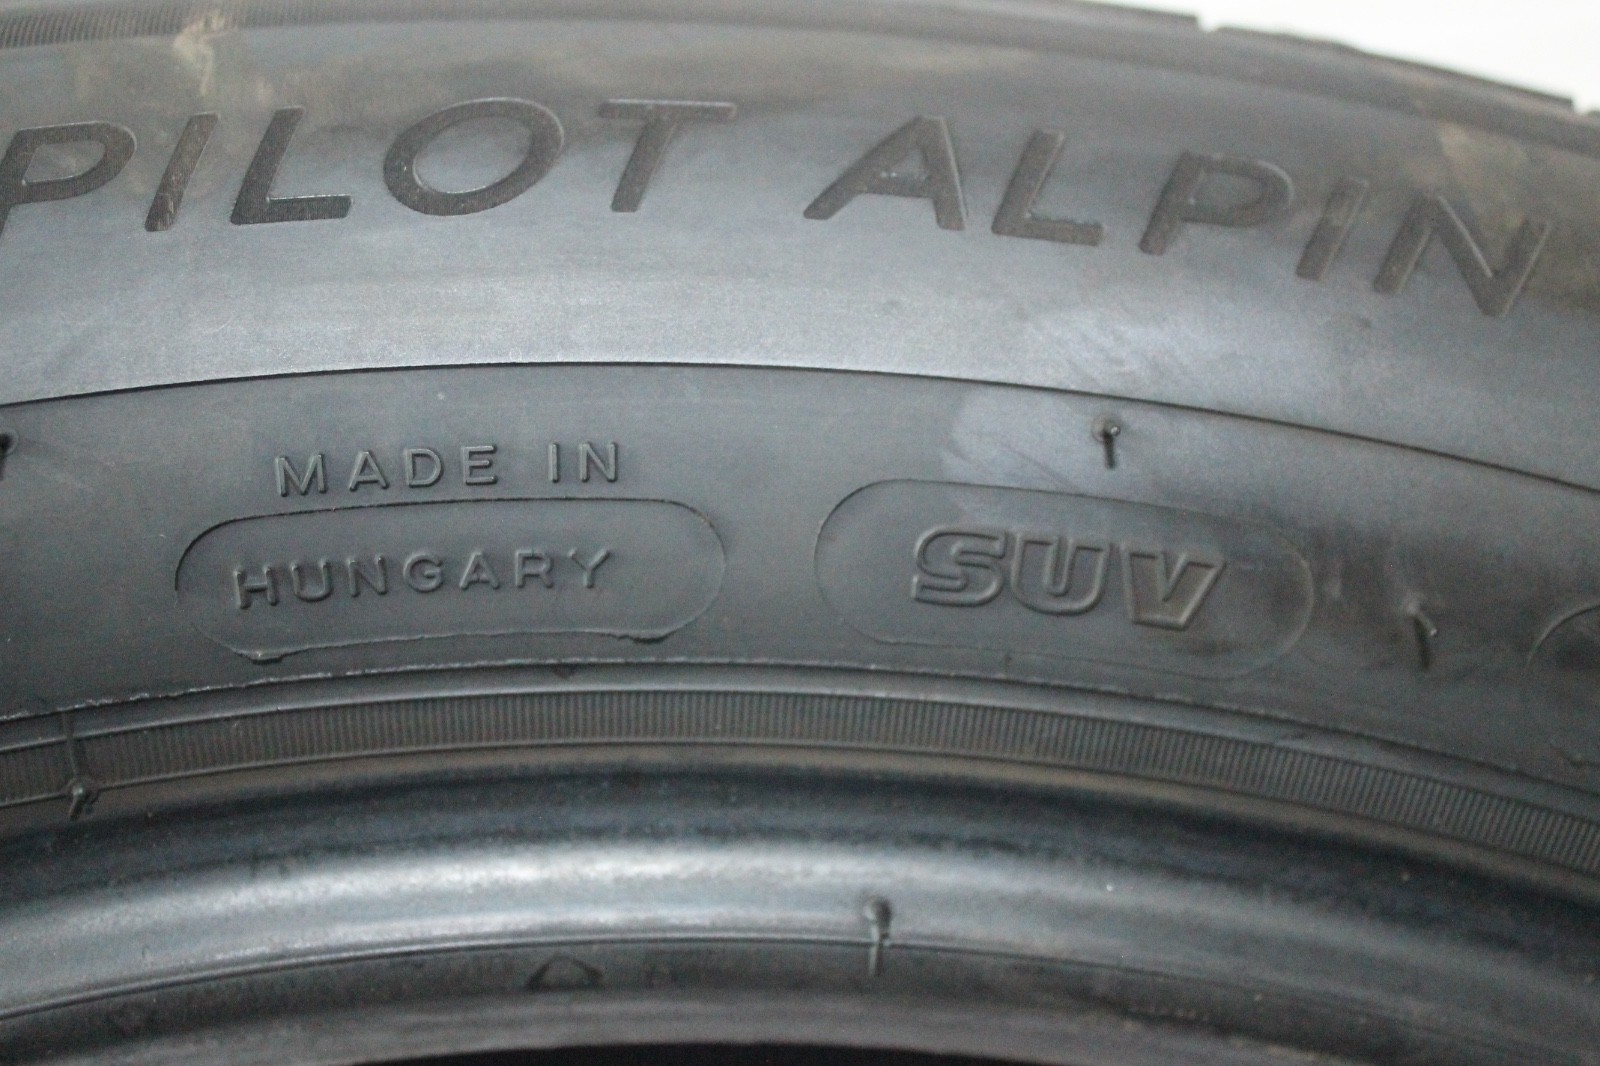 PILOT ALPIN
MADE IN
HUNGARY
SUV